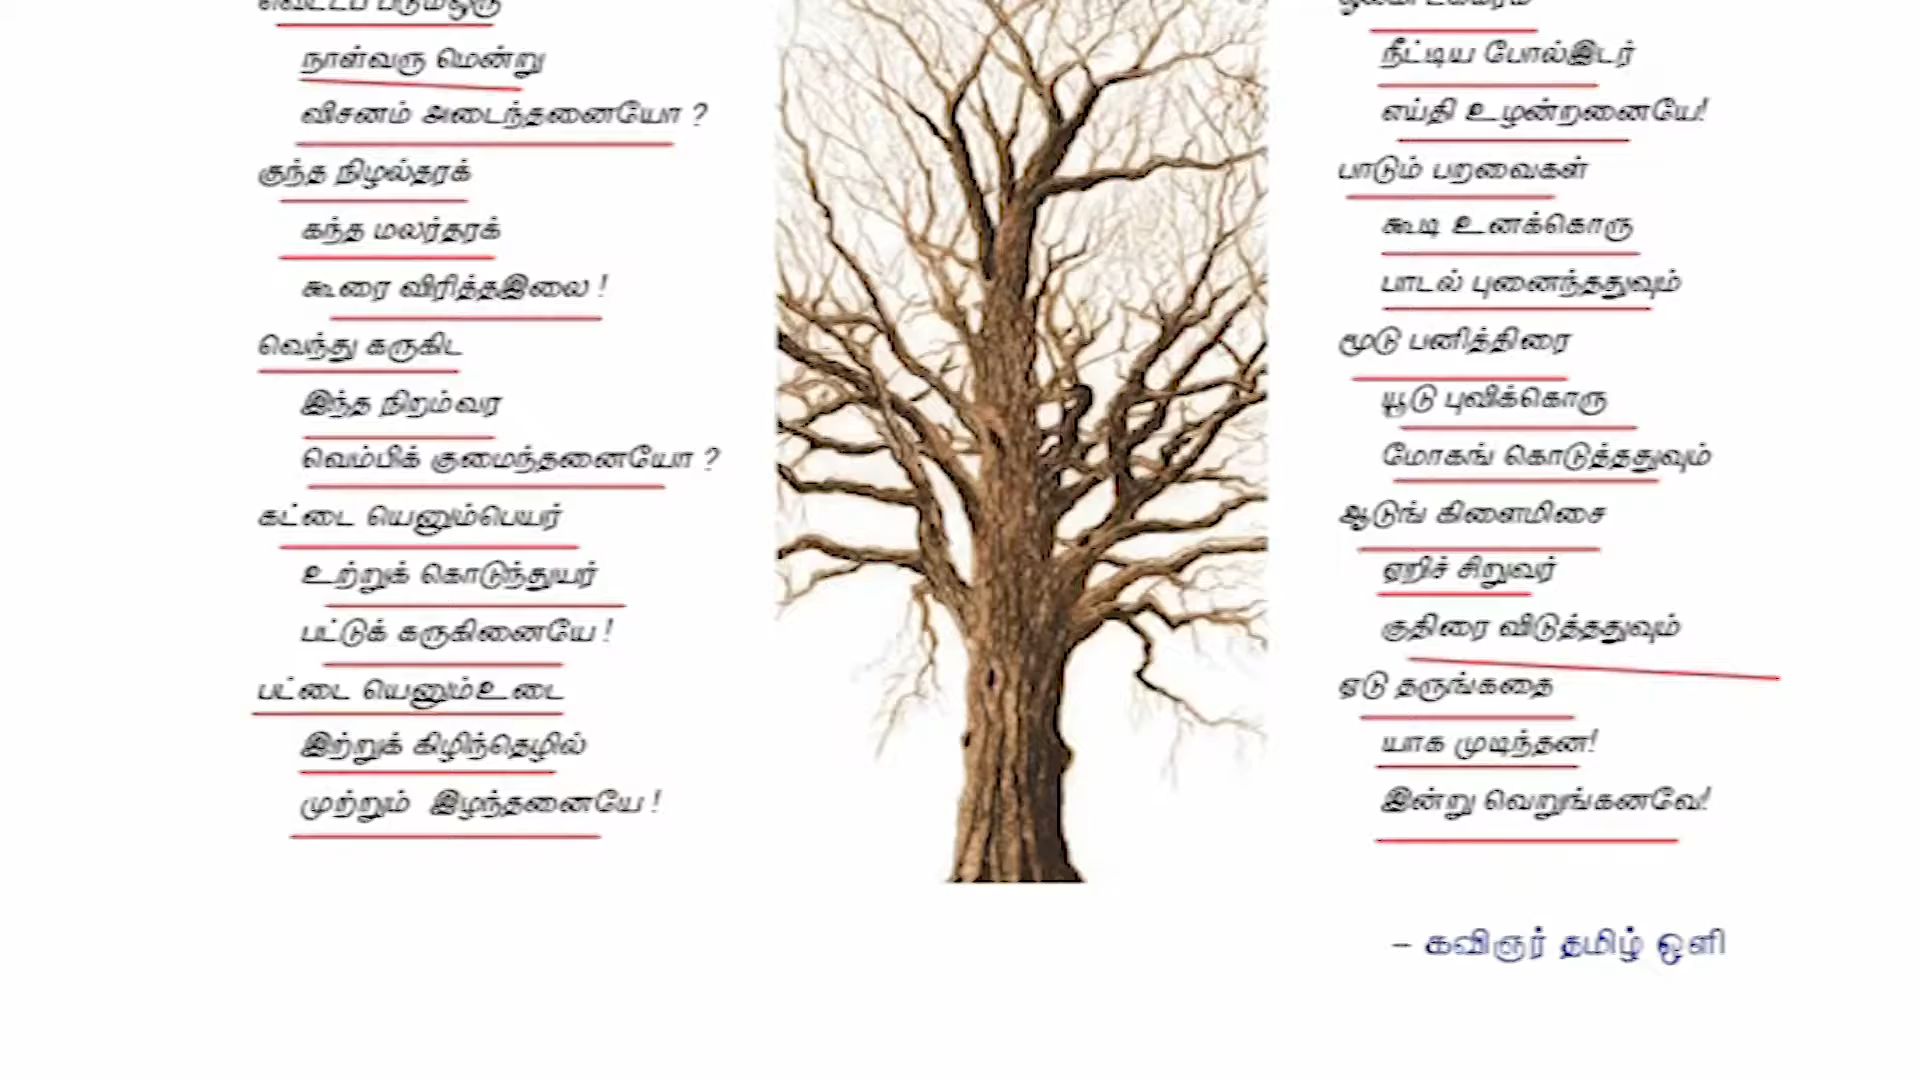 நாள்வரு மென்று
விசனம் அடைந்தனையோ ?
குந்த நிழல்தரக்
கந்த மலர்தரக்
கூரை விரித்தஇலை !
வெந்து கருகிட
இந்த நிறம்வர
வெம்பிக் குமைந்தனையோ ?
கட்டை யெனும்பெயர்
உற்றுக் கொடுந்துயர்
பட்டுக் கருகினையே !
பட்டை யெனும்உடை
இற்றுக் கிழிந்தெழில்
முற்றும் இழந்தனையே !
நீட்டிய போல்இடர்
எய்தி உழன்றனையே!
பாடும் பறவைகள்
கூடி உனக்கொரு
பாடல் புனைந்ததுவும்
மூடு பனித்திரை
யூடு புவிக்கொரு
மோகங் கொடுத்ததுவும்
ஆடுங் கிளைமிசை
ஏறிச் சிறுவர்
குதிரை விடுத்ததுவும்
ஏடு தருங்கதை
யாக முடிந்தன!
இன்று வெறுங்கனவே!
– கவிஞர் தமிழ் ஒளி